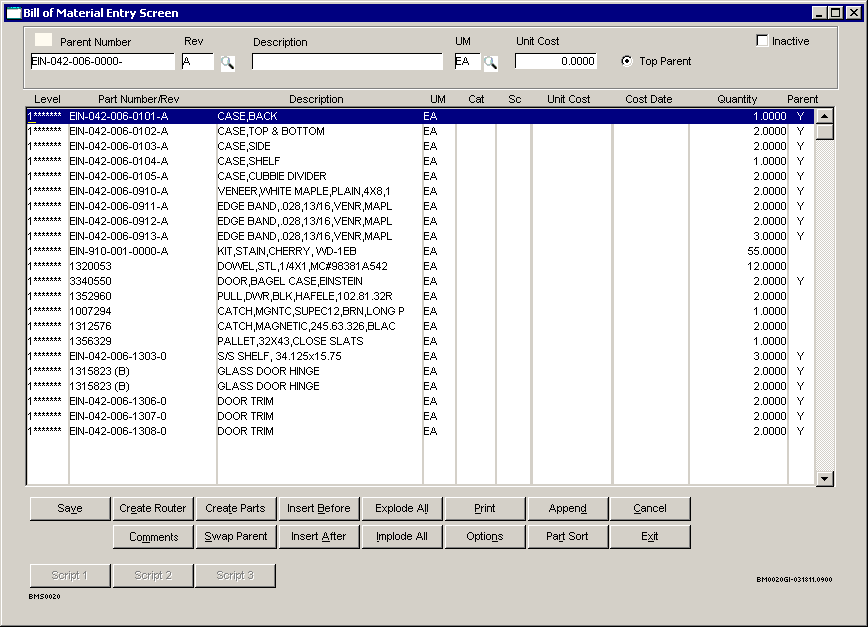 Bill of Material Entry Screen
Parent Number Rev Description UM Unit Cost Inactive
EIN-042-006-0000- A EA 0.0000 Top Parent
Level Part Number/Rev Description UM Cat Sc Unit Cost Cost Date Quantity Parent
1******* EIN-042-006-0101-A CASE,BACK EA 1.0000 Y
1******* EIN-042-006-0102-A CASE,TOP & BOTTOM EA 2.0000 Y
1******* EIN-042-006-0103-A CASE,SIDE EA 2.0000 Y
1******* EIN-042-006-0104-A CASE,SHELF EA 1.0000 Y
1******* EIN-042-006-0105-A CASE,CUBBIE DIVIDER EA 2.0000 Y
1******* EIN-042-006-0910-A VENEER,WHITE MAPLE,PLAIN,4X8,1 EA 2.0000 Y
1******* EIN-042-006-0911-A EDGE BAND,.028,13/16,VENR,MAPL EA 2.0000 Y
1******* EIN-042-006-0912-A EDGE BAND,.028,13/16,VENR,MAPL EA 2.0000 Y
1******* EIN-042-006-0913-A EDGE BAND,.028,13/16,VENR,MAPL EA 3.0000 Y
1******* EIN-910-001-0000-A KIT,STAIN,CHERRY, WD-1EB EA 55.0000
1******* 1320053 DOWEL,STL,1/4X1,MC#98381A542 EA 12.0000
1******* 3340550 DOOR,BAGEL CASE,EINSTEIN EA 2.0000 Y
1******* 1352960 PULL,DWR,BLK,HAFELE,102.81.32R EA 2.0000
1******* 1007294 CATCH,MGNTC,SUPEC12,BRN,LONG P EA 1.0000
1******* 1312576 CATCH,MAGNETIC,245.63.326,BLAC EA 2.0000
1******* 1356329 PALLET,32X43,CLOSE SLATS EA 1.0000
1******* EIN-042-006-1303-0 S/S SHELF, 34.125x15.75 EA 3.0000 Y
1******* 1315823 (B) GLASS DOOR HINGE EA 2.0000 Y
1******* 1315823 (B) GLASS DOOR HINGE EA 2.0000 Y
1******* EIN-042-006-1306-0 DOOR TRIM EA 2.0000 Y
1******* EIN-042-006-1307-0 DOOR TRIM EA 2.0000 Y
1******* EIN-042-006-1308-0 DOOR TRIM EA 2.0000 Y
Save Create Router Create Parts Insert Before Explode All Print Append Cancel
Comments Swap Parent Insert After Implode All Options Part Sort Exit
Script 1 Script 2 Script 3
BM0020GI-031811.0900
BMS0020